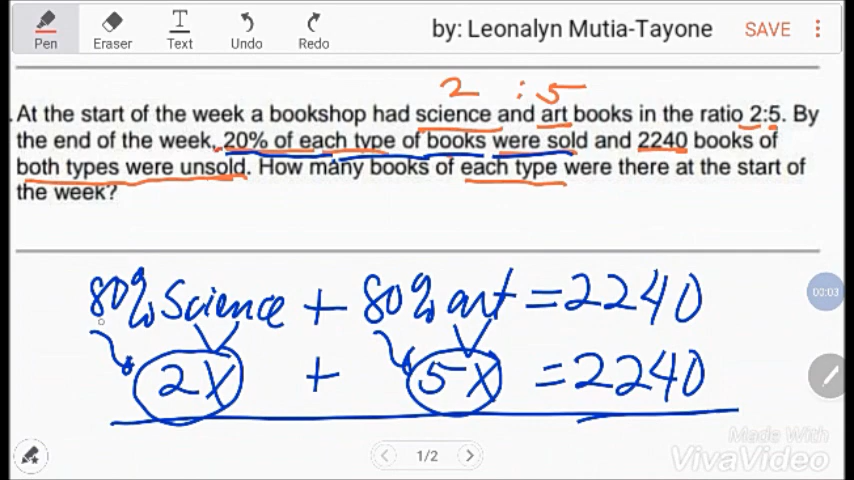 Pen Eraser Text Undo Redo by: Leonalyn Mutia-Tayone SAVE
2 : 5
.At the start of the week a bookshop had science and art books in the ratio 2:5. By
the end of the week, 20% of each type of books were sold and 2240 books of
both types were unsold. How many books of each type were there at the start of
the week?
80% Science + 80% art = 2240
00:03
2X + 5X = 2240
Made With
VivaVideo
1/2